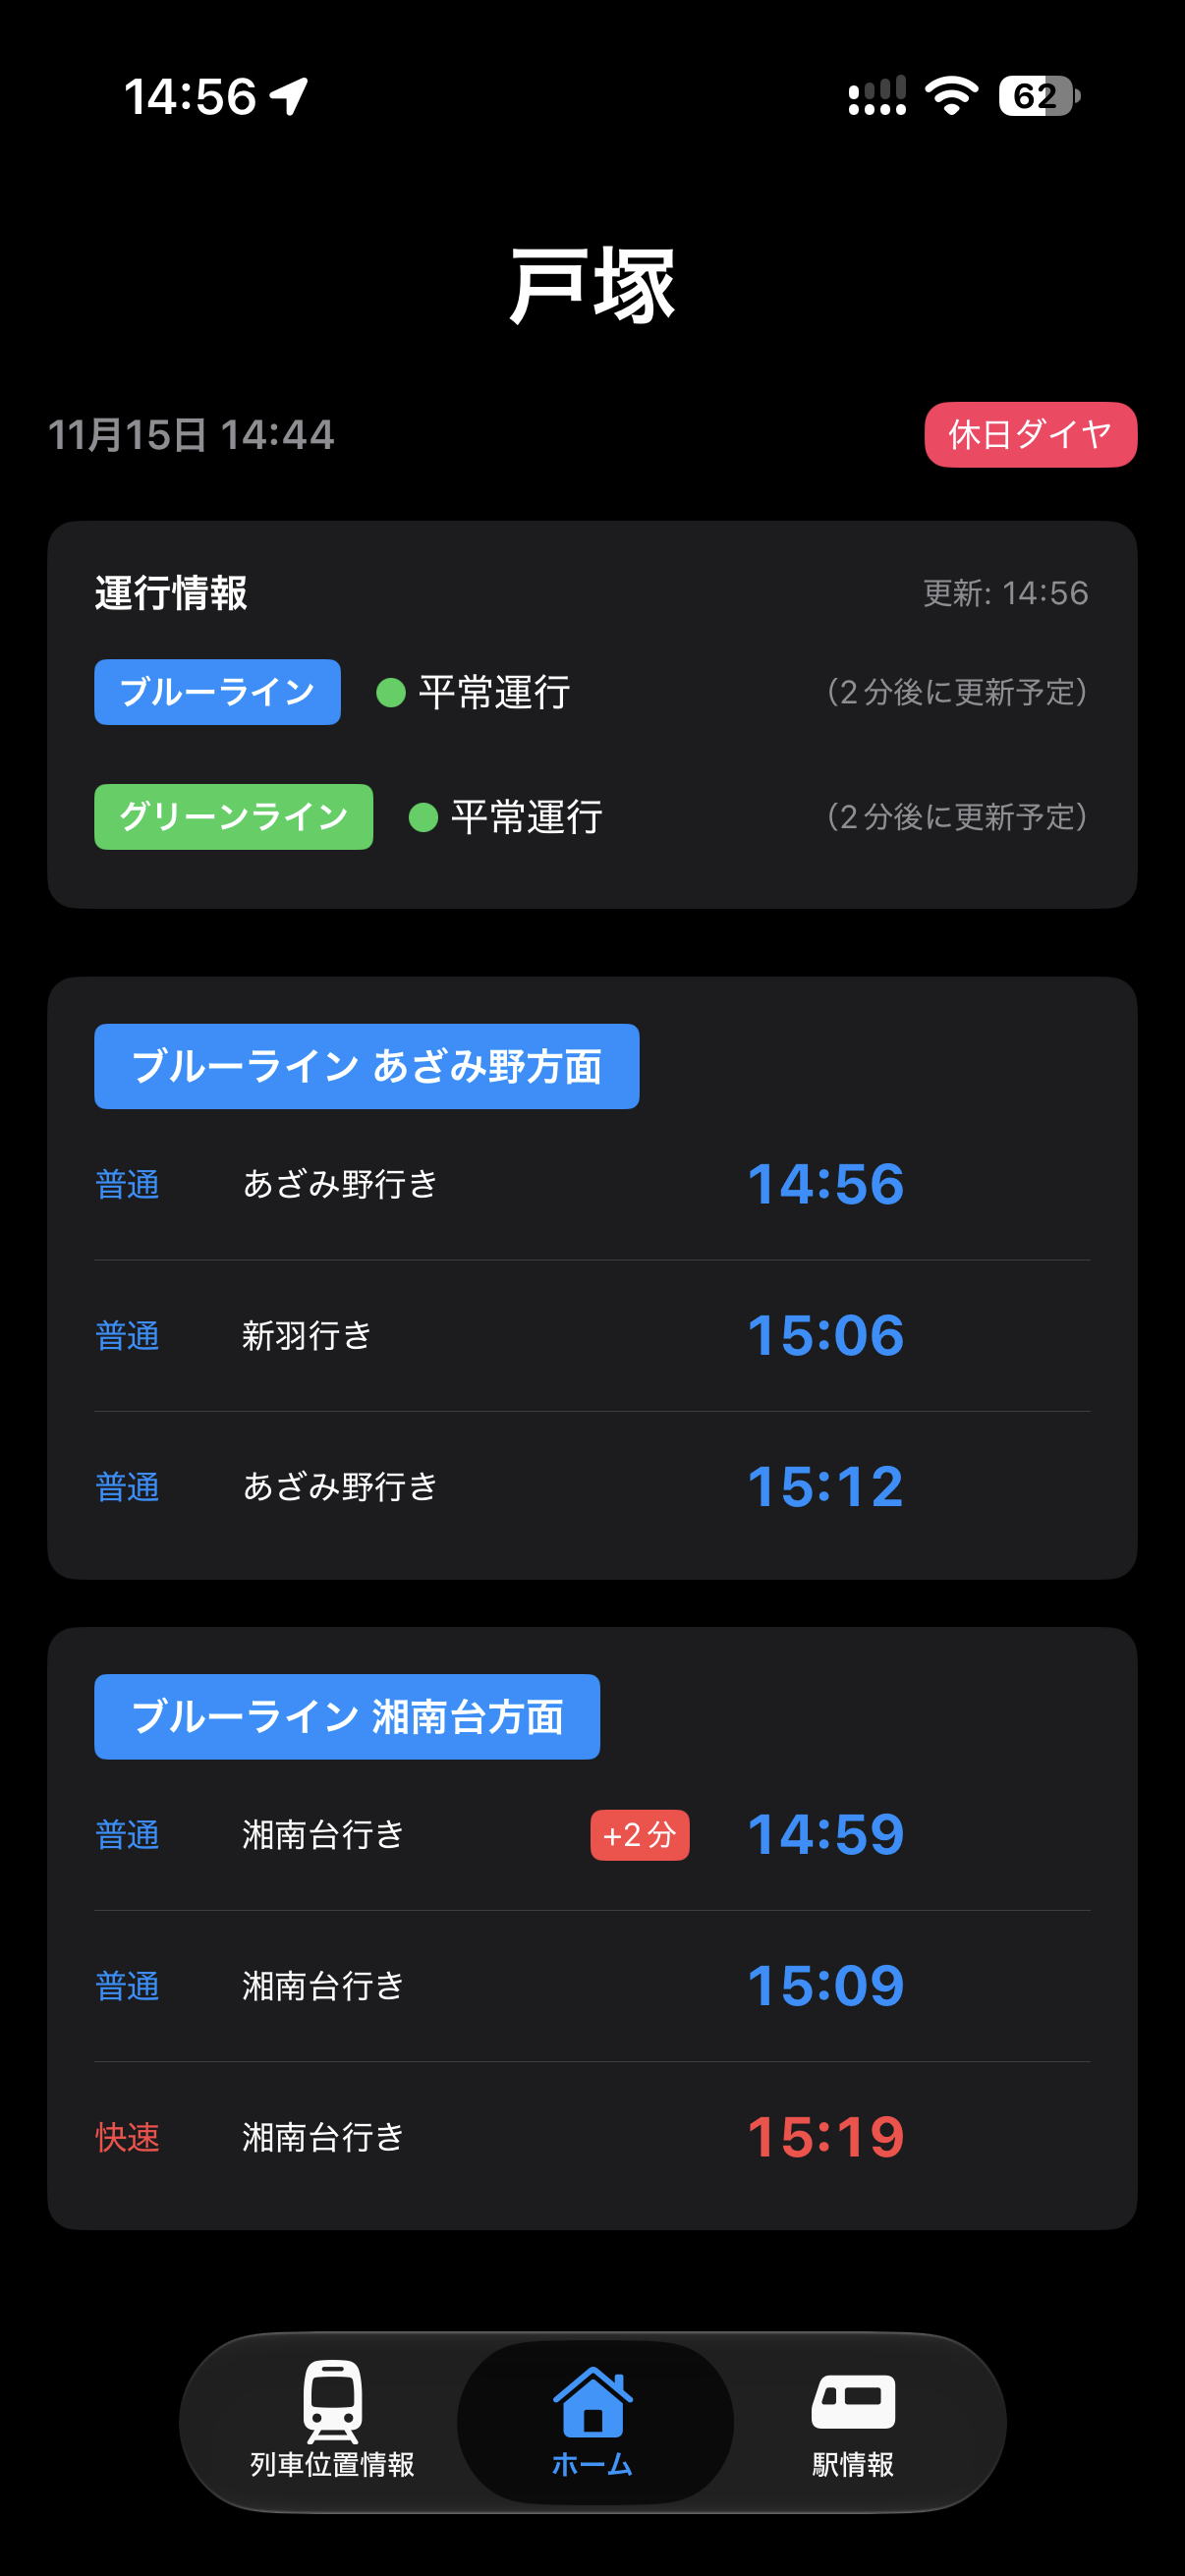 14:56
62
戸塚
11月15日 14:44
休日ダイヤ
運行情報
更新: 14:56
ブルーライン
平常運行
（2 分後に更新予定）
グリーンライン
平常運行
（2 分後に更新予定）
ブルーライン あざみ野方面
普通 あざみ野行き 14:56
普通 新羽行き 15:06
普通 あざみ野行き 15:12
ブルーライン 湘南台方面
普通 湘南台行き +2 分 14:59
普通 湘南台行き 15:09
快速 湘南台行き 15:19
列車位置情報
ホーム
駅情報